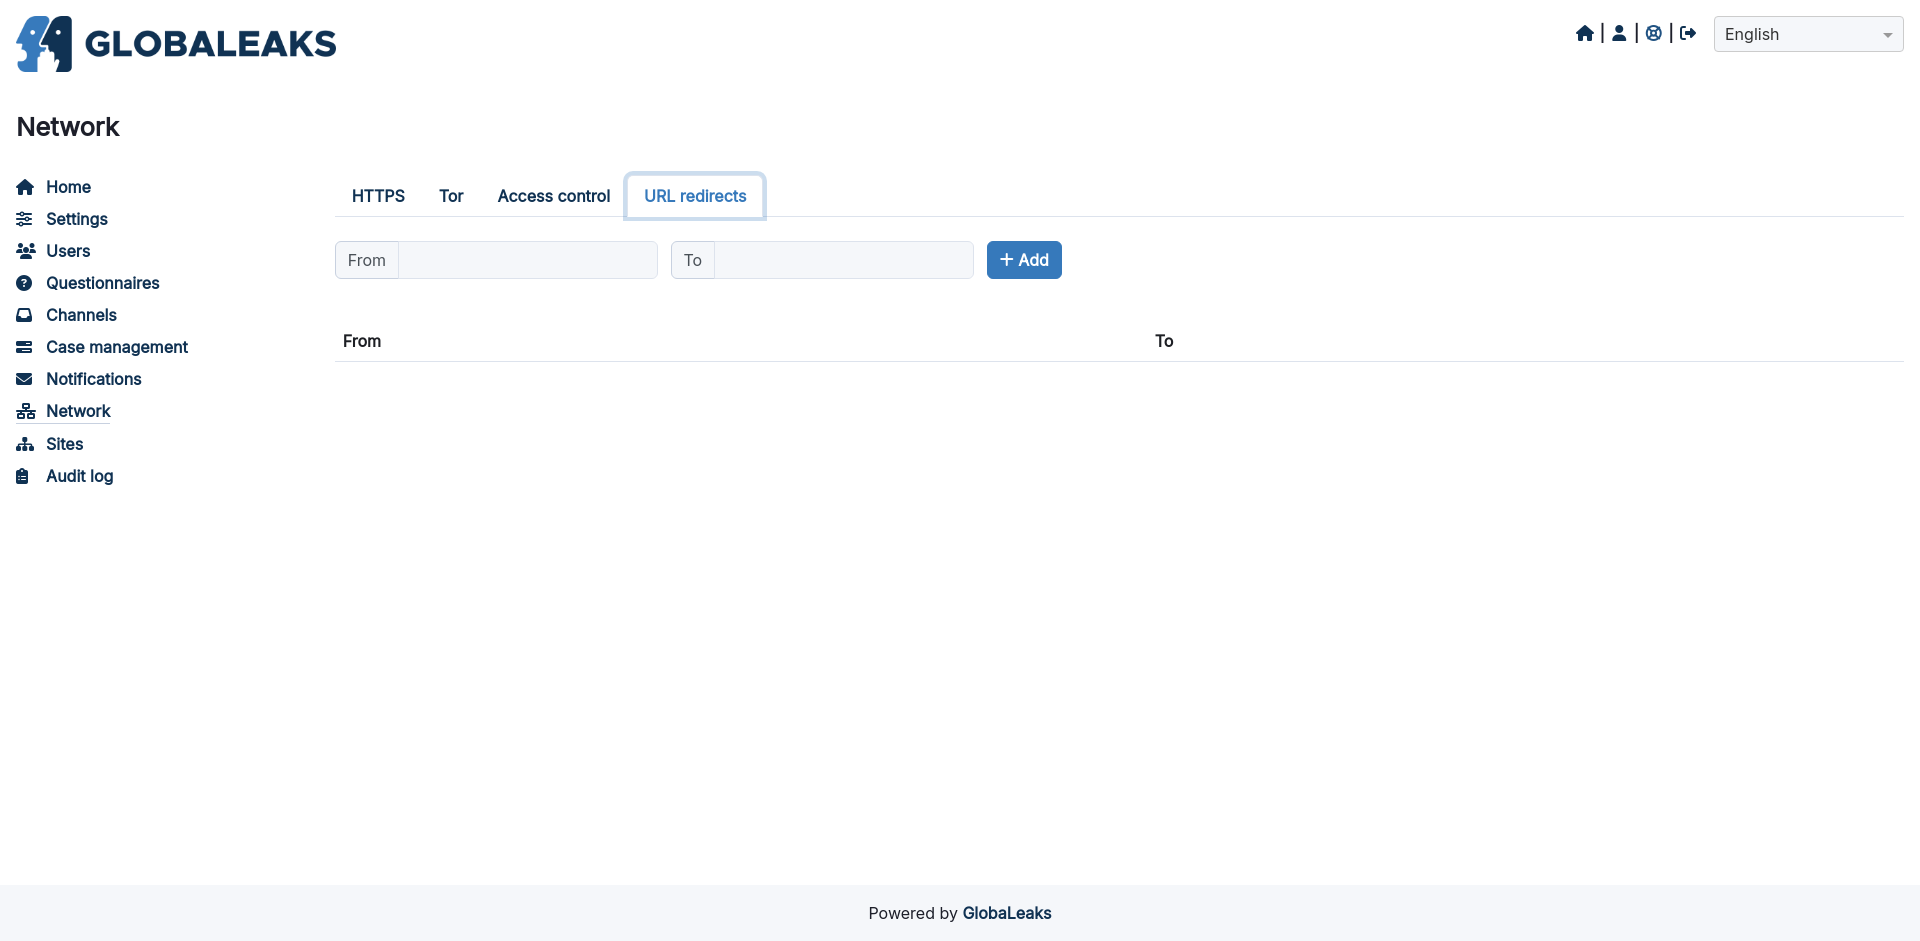 GLOBALEAKS
English
Network
Home
Settings
Users
Questionnaires
Channels
Case management
Notifications
Network
Sites
Audit log
HTTPS Tor Access control URL redirects
From To + Add
From To
Powered by GlobaLeaks